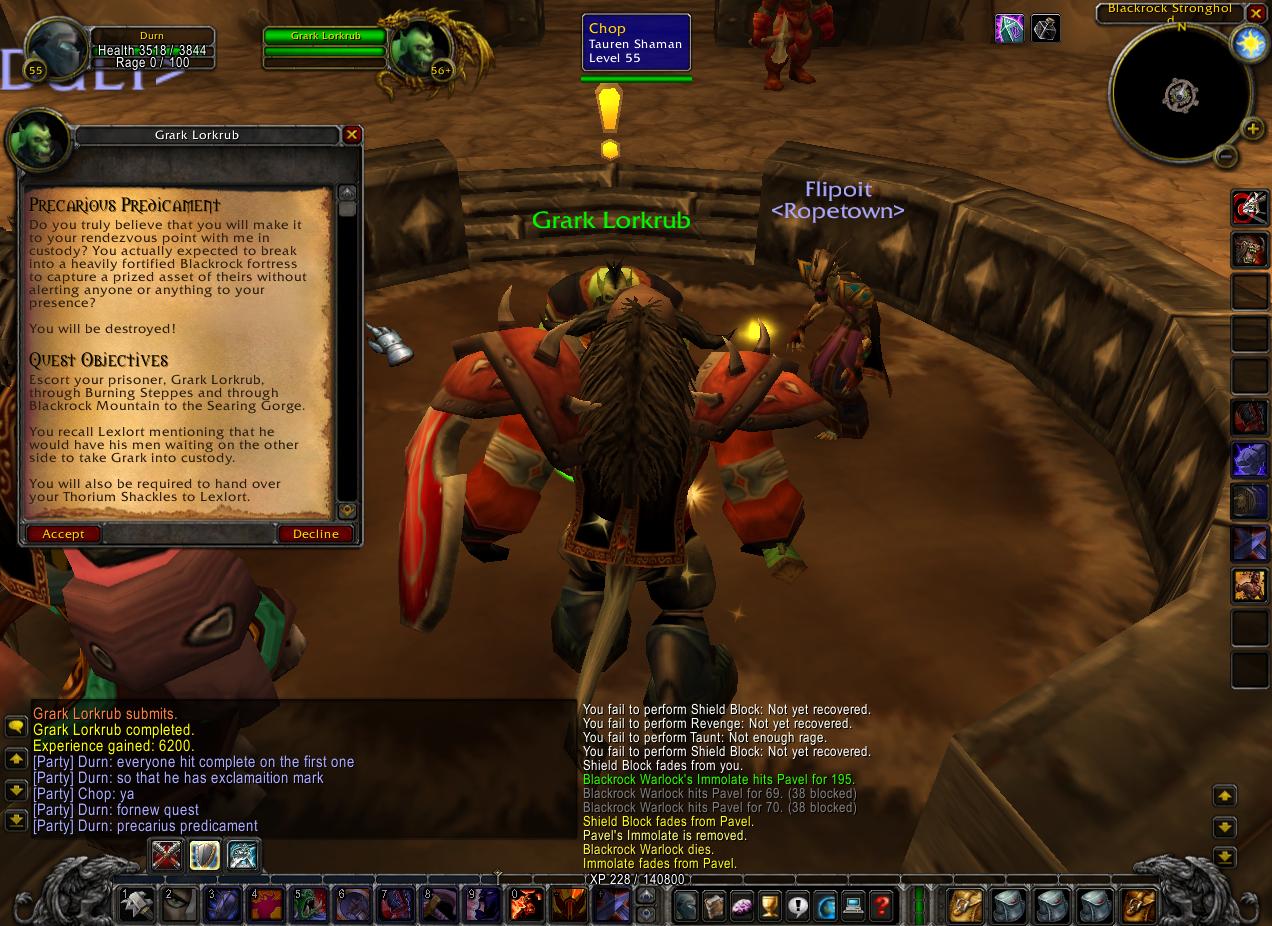 Durn
Health 3518 / 3844
Rage 0 / 100
55
Grark Lorkrub
56+
Chop
Tauren Shaman
Level 55
Blackrock Stronghol
d
N
Grark Lorkrub
PRECARIOUS PREDICAMENT
Do you truly believe that you will make it
to your rendezvous point with me in
custody? You actually expected to break
into a heavily fortified Blackrock fortress
to capture a prized asset of theirs without
alerting anyone or anything to your
presence?
You will be destroyed!
QUEST OBJECTIVES
Escort your prisoner, Grark Lorkrub,
through Burning Steppes and through
Blackrock Mountain to the Searing Gorge.
You recall Lexlort mentioning that he
would have his men waiting on the other
side to take Grark into custody.
You will also be required to hand over
your Thorium Shackles to Lexlort.
Accept
Decline
Grark Lorkrub
Flipoit
<Ropetown>
Grark Lorkrub submits.
Grark Lorkrub completed.
Experience gained: 6200.
[Party] Durn: everyone hit complete on the first one
[Party] Durn: so that he has exclamaition mark
[Party] Chop: ya
[Party] Durn: fornew quest
[Party] Durn: precarius predicament
You fail to perform Shield Block: Not yet recovered.
You fail to perform Revenge: Not yet recovered.
You fail to perform Taunt: Not enough rage.
You fail to perform Shield Block: Not yet recovered.
Shield Block fades from you.
Blackrock Warlock's Immolate hits Pavel for 195.
Blackrock Warlock hits Pavel for 69. (38 blocked)
Blackrock Warlock hits Pavel for 70. (38 blocked)
Shield Block fades from Pavel.
Pavel's Immolate is removed.
Blackrock Warlock dies.
Immolate fades from Pavel.
XP 228 / 140800
1 2 3 4 5 6 7 8 9 0